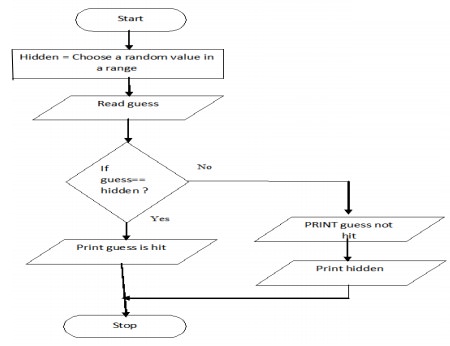 Start
Hidden = Choose a random value in
a range
Read guess
If
guess==
hidden ?
No
Yes
Print guess is hit
PRINT guess not
hit
Print hidden
Stop